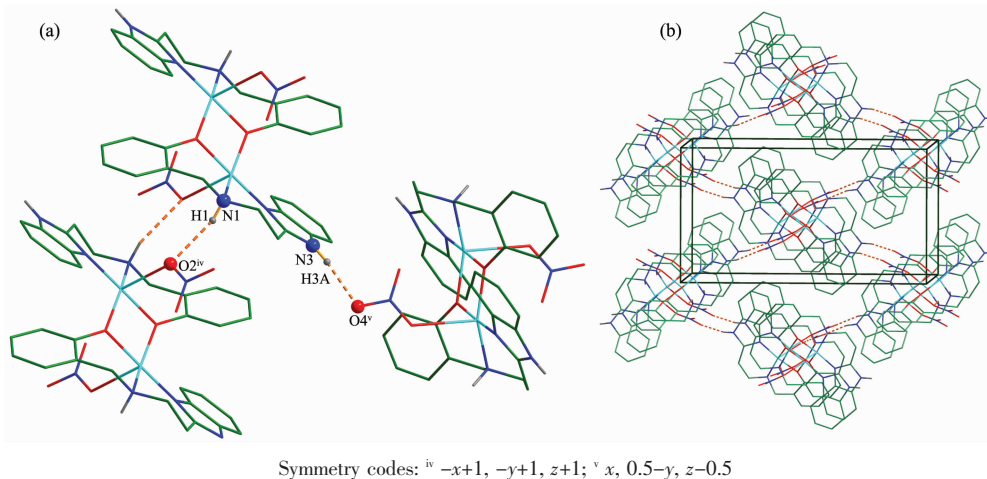 (a)
(b)
H1
N1
O2ⁱᵛ
N3
H3A
O4ᵛ
Symmetry codes: ⁱᵛ −x+1, −y+1, z+1; ᵛ x, 0.5−y, z−0.5